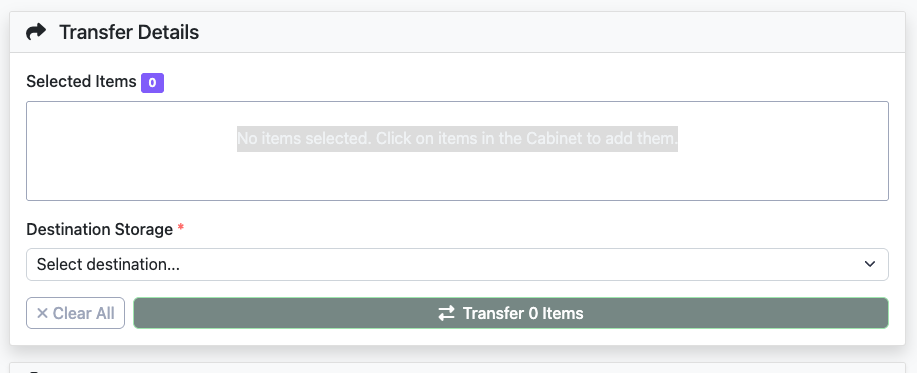 Transfer Details
Selected Items 0
No items selected. Click on items in the Cabinet to add them.
Destination Storage *
Select destination...
Clear All
Transfer 0 Items